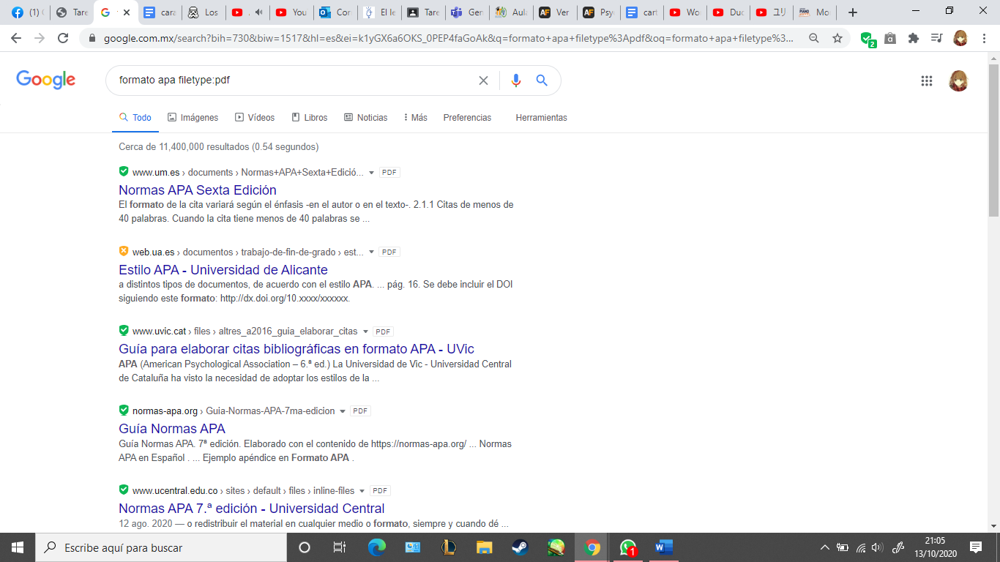 (1) Tare cara Los You Cor El le Tare Ger Aula Ver Psy cart Wo Duc ユリ Mo
google.com.mx/search?bih=730&biw=1517&hl=es&ei=k1yGX6a6OKS_0PEP4faGoAk&q=formato+apa+filetype%3Apdf&oq=formato+apa+filetype%3...
2
Google
formato apa filetype:pdf
Todo Imágenes Vídeos Libros Noticias Más Preferencias Herramientas
Cerca de 11,400,000 resultados (0.54 segundos)
www.um.es › documents › Normas+APA+Sexta+Edició... PDF
Normas APA Sexta Edición
El formato de la cita variará según el énfasis -en el autor o en el texto-. 2.1.1 Citas de menos de
40 palabras. Cuando la cita tiene menos de 40 palabras se ...
web.ua.es › documentos › trabajo-de-fin-de-grado › est... PDF
Estilo APA - Universidad de Alicante
a distintos tipos de documentos, de acuerdo con el estilo APA. ... pág. 16. Se debe incluir el DOI
siguiendo este formato: http://dx.doi.org/10.xxxx/xxxxxx.
www.uvic.cat › files › altres_a2016_guia_elaborar_citas PDF
Guía para elaborar citas bibliográficas en formato APA - UVic
APA (American Psychological Association – 6.ª ed.) La Universidad de Vic - Universidad Central
de Cataluña ha visto la necesidad de adoptar los estilos de la ...
normas-apa.org › Guia-Normas-APA-7ma-edicion PDF
Guía Normas APA
Guía Normas APA. 7ª edición. Elaborado con el contenido de https://normas-apa.org/ ... Normas
APA en Español . ... Ejemplo apéndice en Formato APA .
www.ucentral.edu.co › sites › default › files › inline-files PDF
Normas APA 7.ª edición - Universidad Central
12 ago. 2020 — o redistribuir el material en cualquier medio o formato, siempre y cuando dé ...
Escribe aquí para buscar
1
21:05
13/10/2020